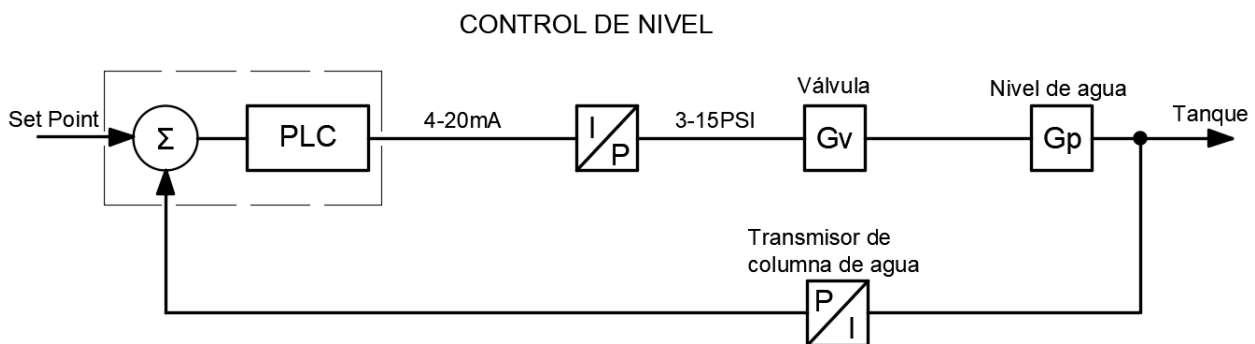 CONTROL DE NIVEL
Set Point
Σ
PLC
4-20mA
I
P
3-15PSI
Válvula
Gv
Nivel de agua
Gp
Tanque
Transmisor de
columna de agua
P
I